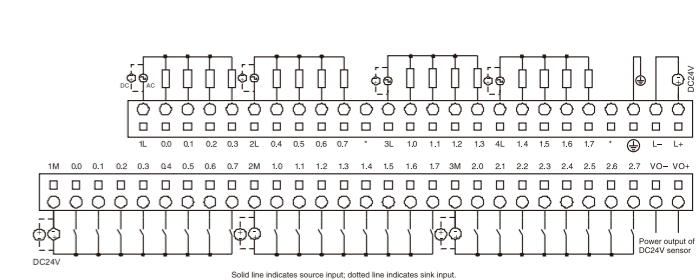 DC AC DC24V
1L 0.0 0.1 0.2 0.3 2L 0.4 0.5 0.6 0.7 * 3L 1.0 1.1 1.2 1.3 4L 1.4 1.5 1.6 1.7 * L− L+
1M 0.0 0.1 0.2 0.3 0.4 0.5 0.6 0.7 2M 1.0 1.1 1.2 1.3 1.4 1.5 1.6 1.7 3M 2.0 2.1 2.2 2.3 2.4 2.5 2.6 2.7 VO− VO+
DC24V
Power output of
DC24V sensor
Solid line indicates source input; dotted line indicates sink input.